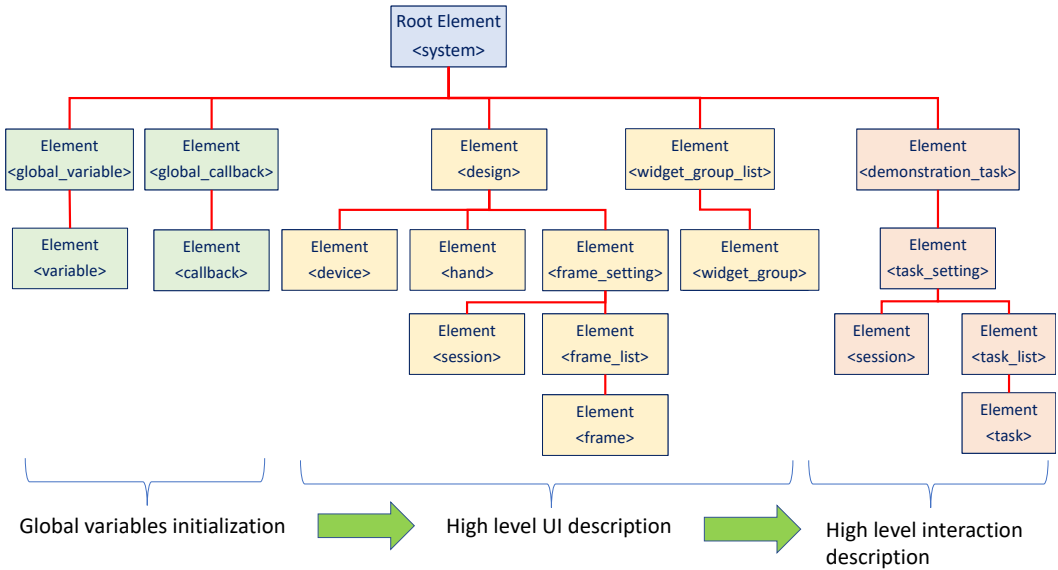 Root Element
<system>
Element
<global_variable>
Element
<global_callback>
Element
<design>
Element
<widget_group_list>
Element
<demonstration_task>
Element
<variable>
Element
<callback>
Element
<device>
Element
<hand>
Element
<frame_setting>
Element
<widget_group>
Element
<task_setting>
Element
<session>
Element
<frame_list>
Element
<session>
Element
<task_list>
Element
<frame>
Element
<task>
Global variables initialization
High level UI description
High level interaction
description